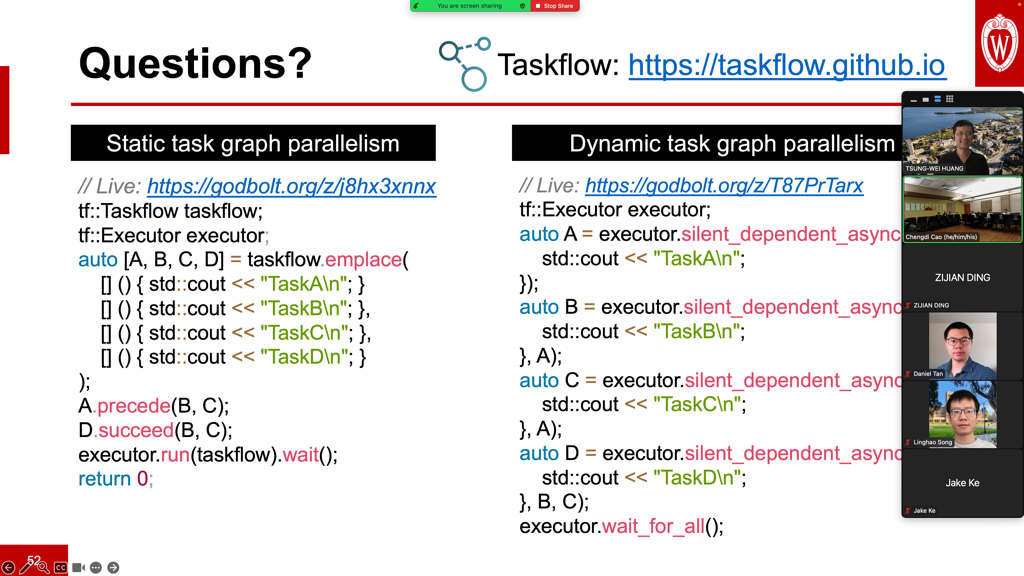 You are screen sharing
Stop Share
Questions?
Taskflow: https://taskflow.github.io
W
Static task graph parallelism
// Live: https://godbolt.org/z/j8hx3xnnx
tf::Taskflow taskflow;
tf::Executor executor;
auto [A, B, C, D] = taskflow.emplace(
[] () { std::cout << "TaskA\n"; }
[] () { std::cout << "TaskB\n"; },
[] () { std::cout << "TaskC\n"; },
[] () { std::cout << "TaskD\n"; }
);
A.precede(B, C);
D.succeed(B, C);
executor.run(taskflow).wait();
return 0;
Dynamic task graph parallelism
// Live: https://godbolt.org/z/T87PrTarx
tf::Executor executor;
auto A = executor.silent_dependent_async
std::cout << "TaskA\n";
});
auto B = executor.silent_dependent_async
std::cout << "TaskB\n";
}, A);
auto C = executor.silent_dependent_async
std::cout << "TaskC\n";
}, A);
auto D = executor.silent_dependent_async
std::cout << "TaskD\n";
}, B, C);
executor.wait_for_all();
TSUNG-WEI HUANG
Chengdi Cao (he/him/his)
ZIJIAN DING
ZIJIAN DING
Daniel Tan
Linghao Song
Jake Ke
Jake Ke
52
CC